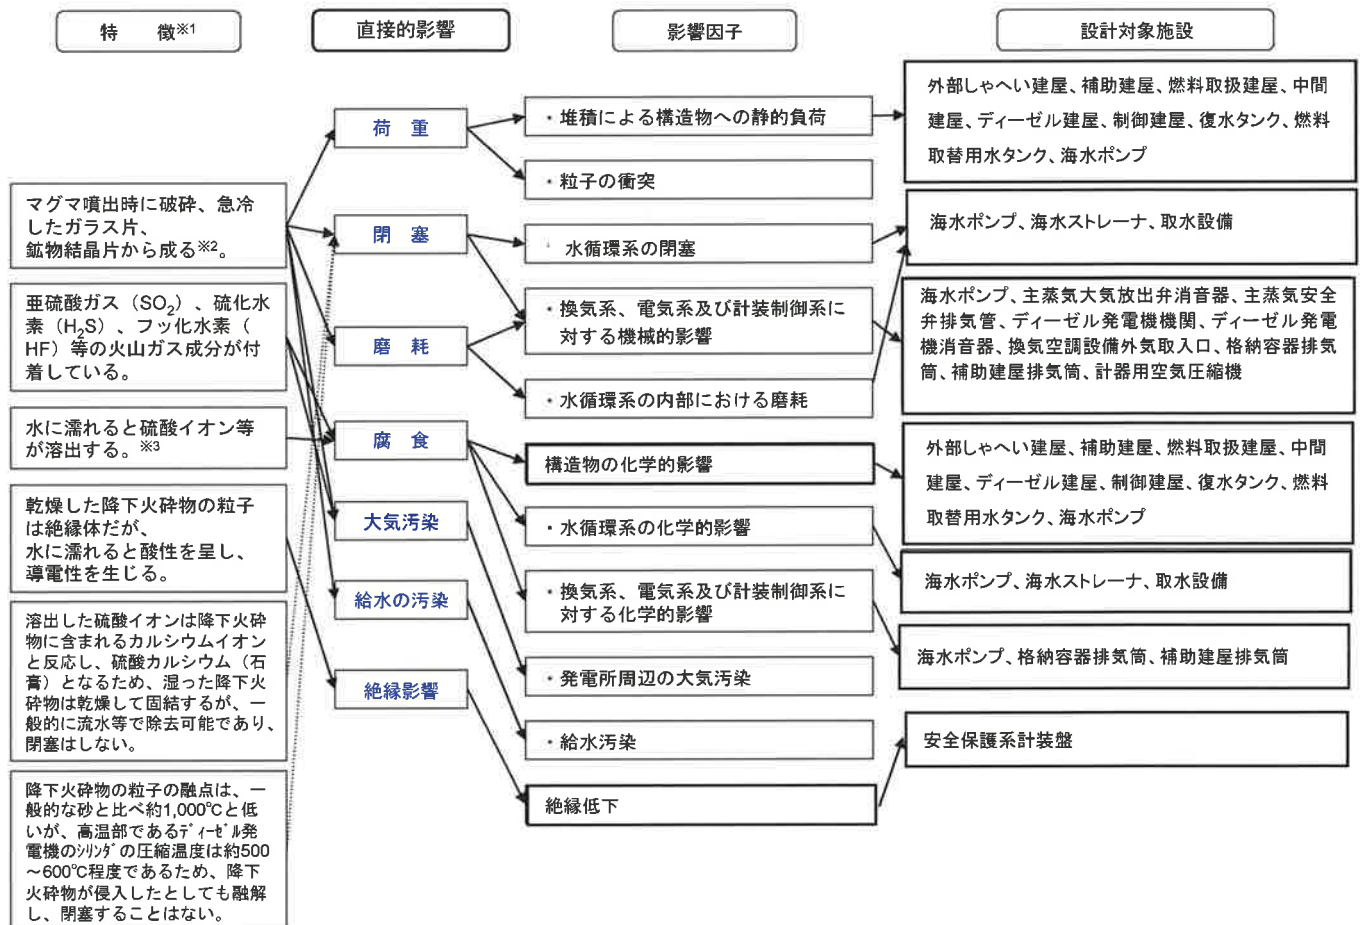 特　徴※1
直接的影響
影響因子
設計対象施設
マグマ噴出時に破砕、急冷
したガラス片、
鉱物結晶片から成る※2。
亜硫酸ガス（SO2）、硫化水
素（H2S）、フッ化水素（
HF）等の火山ガス成分が付
着している。
水に濡れると硫酸イオン等
が溶出する。※3
乾燥した降下火砕物の粒子
は絶縁体だが、
水に濡れると酸性を呈し、
導電性を生じる。
溶出した硫酸イオンは降下火砕
物に含まれるカルシウムイオン
と反応し、硫酸カルシウム（石
膏）となるため、湿った降下火
砕物は乾燥して固結するが、一
般的に流水等で除去可能であり、
閉塞はしない。
降下火砕物の粒子の融点は、一
般的な砂と比べ約1,000℃と低
いが、高温部であるディーゼル発
電機のシリンダの圧縮温度は約500
～600℃程度であるため、降下
火砕物が侵入したとしても融解
し、閉塞することはない。
荷　重
閉　塞
磨　耗
腐　食
大気汚染
給水の汚染
絶縁影響
・堆積による構造物への静的負荷
・粒子の衝突
水循環系の閉塞
・換気系、電気系及び計装制御系に
対する機械的影響
・水循環系の内部における磨耗
構造物の化学的影響
・水循環系の化学的影響
・換気系、電気系及び計装制御系に
対する化学的影響
・発電所周辺の大気汚染
・給水汚染
絶縁低下
外部しゃへい建屋、補助建屋、燃料取扱建屋、中間
建屋、ディーゼル建屋、制御建屋、復水タンク、燃料
取替用水タンク、海水ポンプ
海水ポンプ、海水ストレーナ、取水設備
海水ポンプ、主蒸気大気放出弁消音器、主蒸気安全
弁排気管、ディーゼル発電機機関、ディーゼル発電
機消音器、換気空調設備外気取入口、格納容器排気
筒、補助建屋排気筒、計器用空気圧縮機
外部しゃへい建屋、補助建屋、燃料取扱建屋、中間
建屋、ディーゼル建屋、制御建屋、復水タンク、燃料
取替用水タンク、海水ポンプ
海水ポンプ、海水ストレーナ、取水設備
海水ポンプ、格納容器排気筒、補助建屋排気筒
安全保護系計装盤